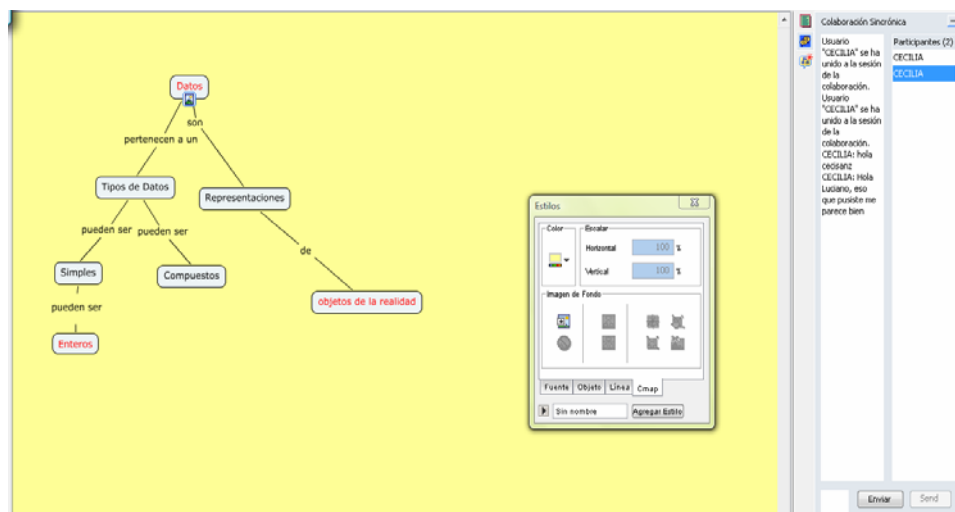 Datos
son
pertenecen a un
Tipos de Datos
Representaciones
pueden ser
pueden ser
de
Simples
Compuestos
objetos de la realidad
pueden ser
Enteros
Estilos
Color
Escalar
Horizontal
100 %
Vertical
100 %
Imagen de Fondo
Fuente
Objeto
Línea
Cmap
Sin nombre
Agregar Estilo
Colaboración Sincrónica
Usuario
"CECILIA" se ha
unido a la sesión
de la
colaboración.
Usuario
"CECILIA" se ha
unido a la sesión
de la
colaboración.
CECILIA: hola
cecisanz
CECILIA: Hola
Luciano, eso
que pusiste me
parece bien
Participantes (2)
CECILIA
CECILIA
Enviar
Send